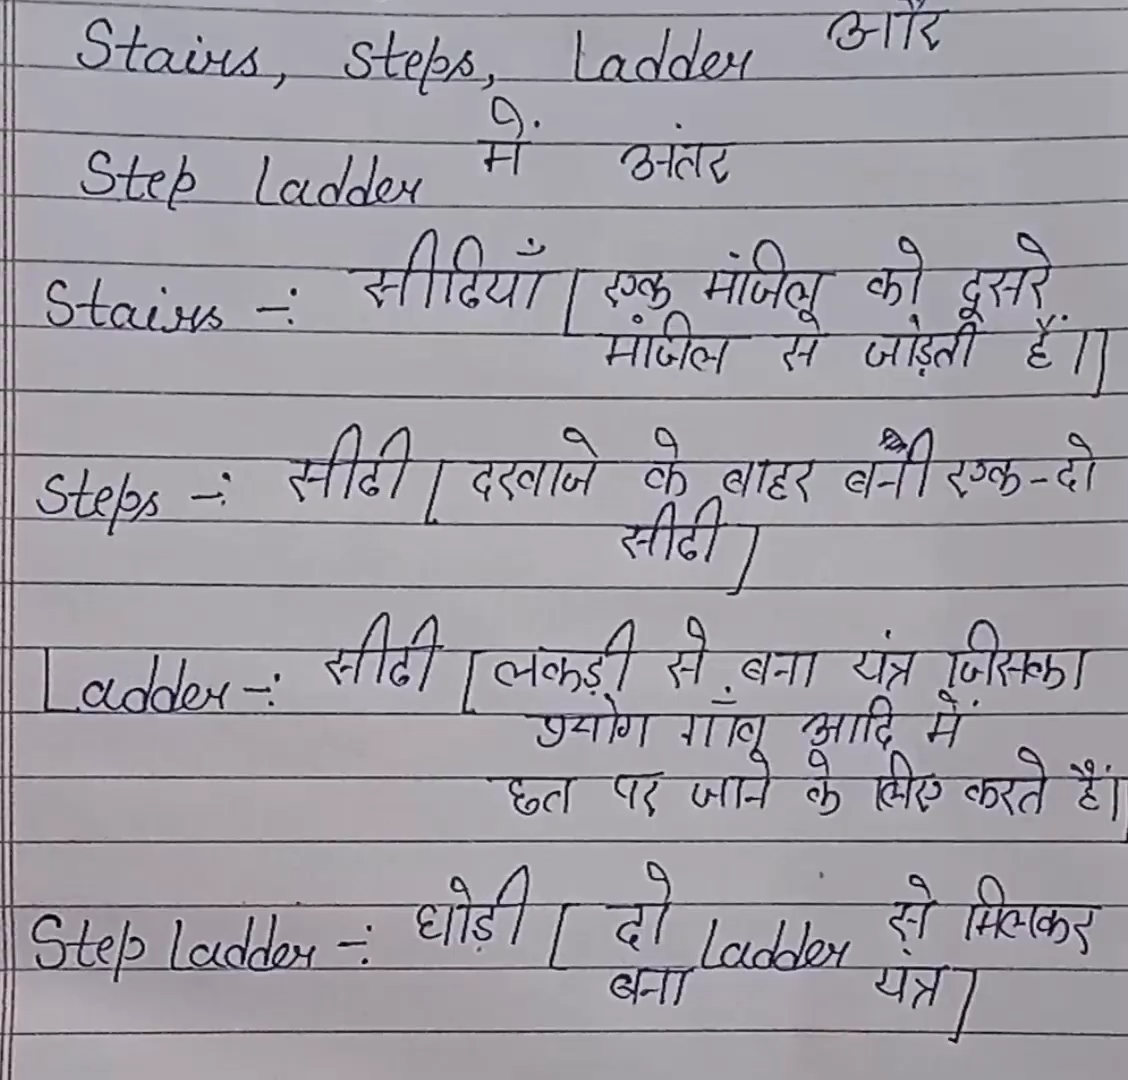 Stairs, Steps, Ladder और
Step Ladder में अंतर
Stairs -: सीढियाँ [एक मंजिल को दूसरे
मंजिल से जोड़ती हैं।]
Steps -: सीढी [दरवाजे के बाहर बनी एक-दो
सीढी]
Ladder -: सीढी [लकड़ी से बना यंत्र जिसका
प्रयोग गाँव आदि में
छत पर जाने के लिए करते हैं।]
Step Ladder -: घोड़ी [दो Ladder से मिलकर
बना यंत्र]